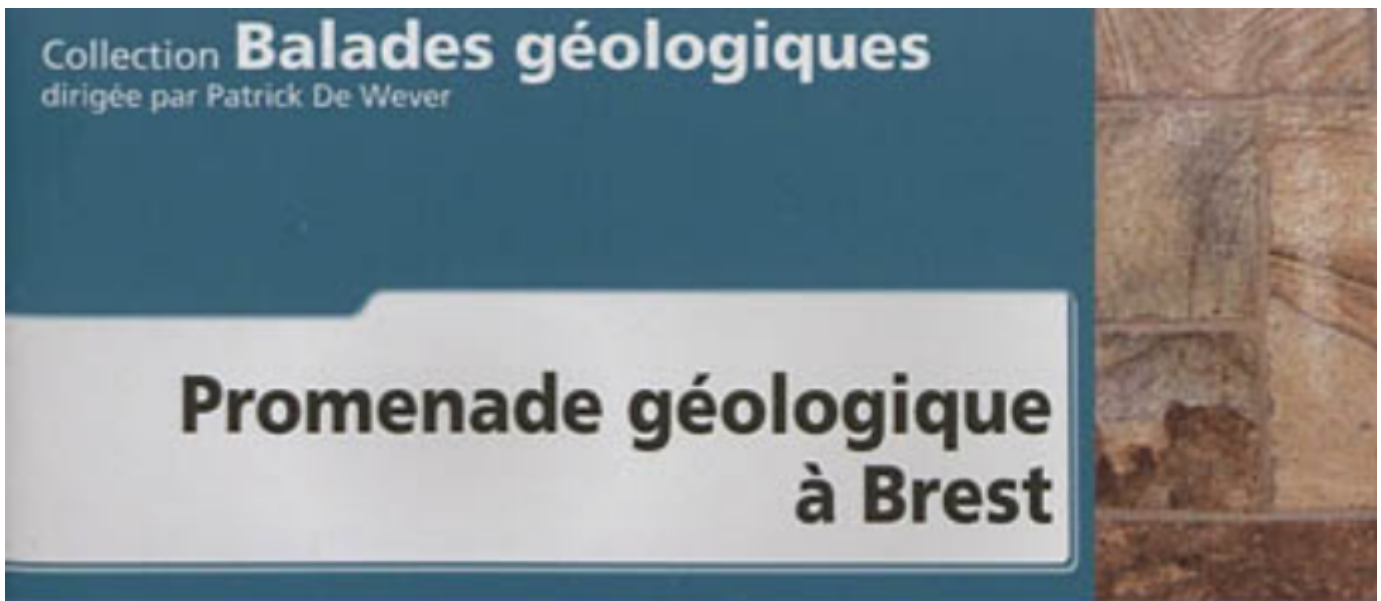 Collection Balades géologiques
dirigée par Patrick De Wever
Promenade géologique
à Brest